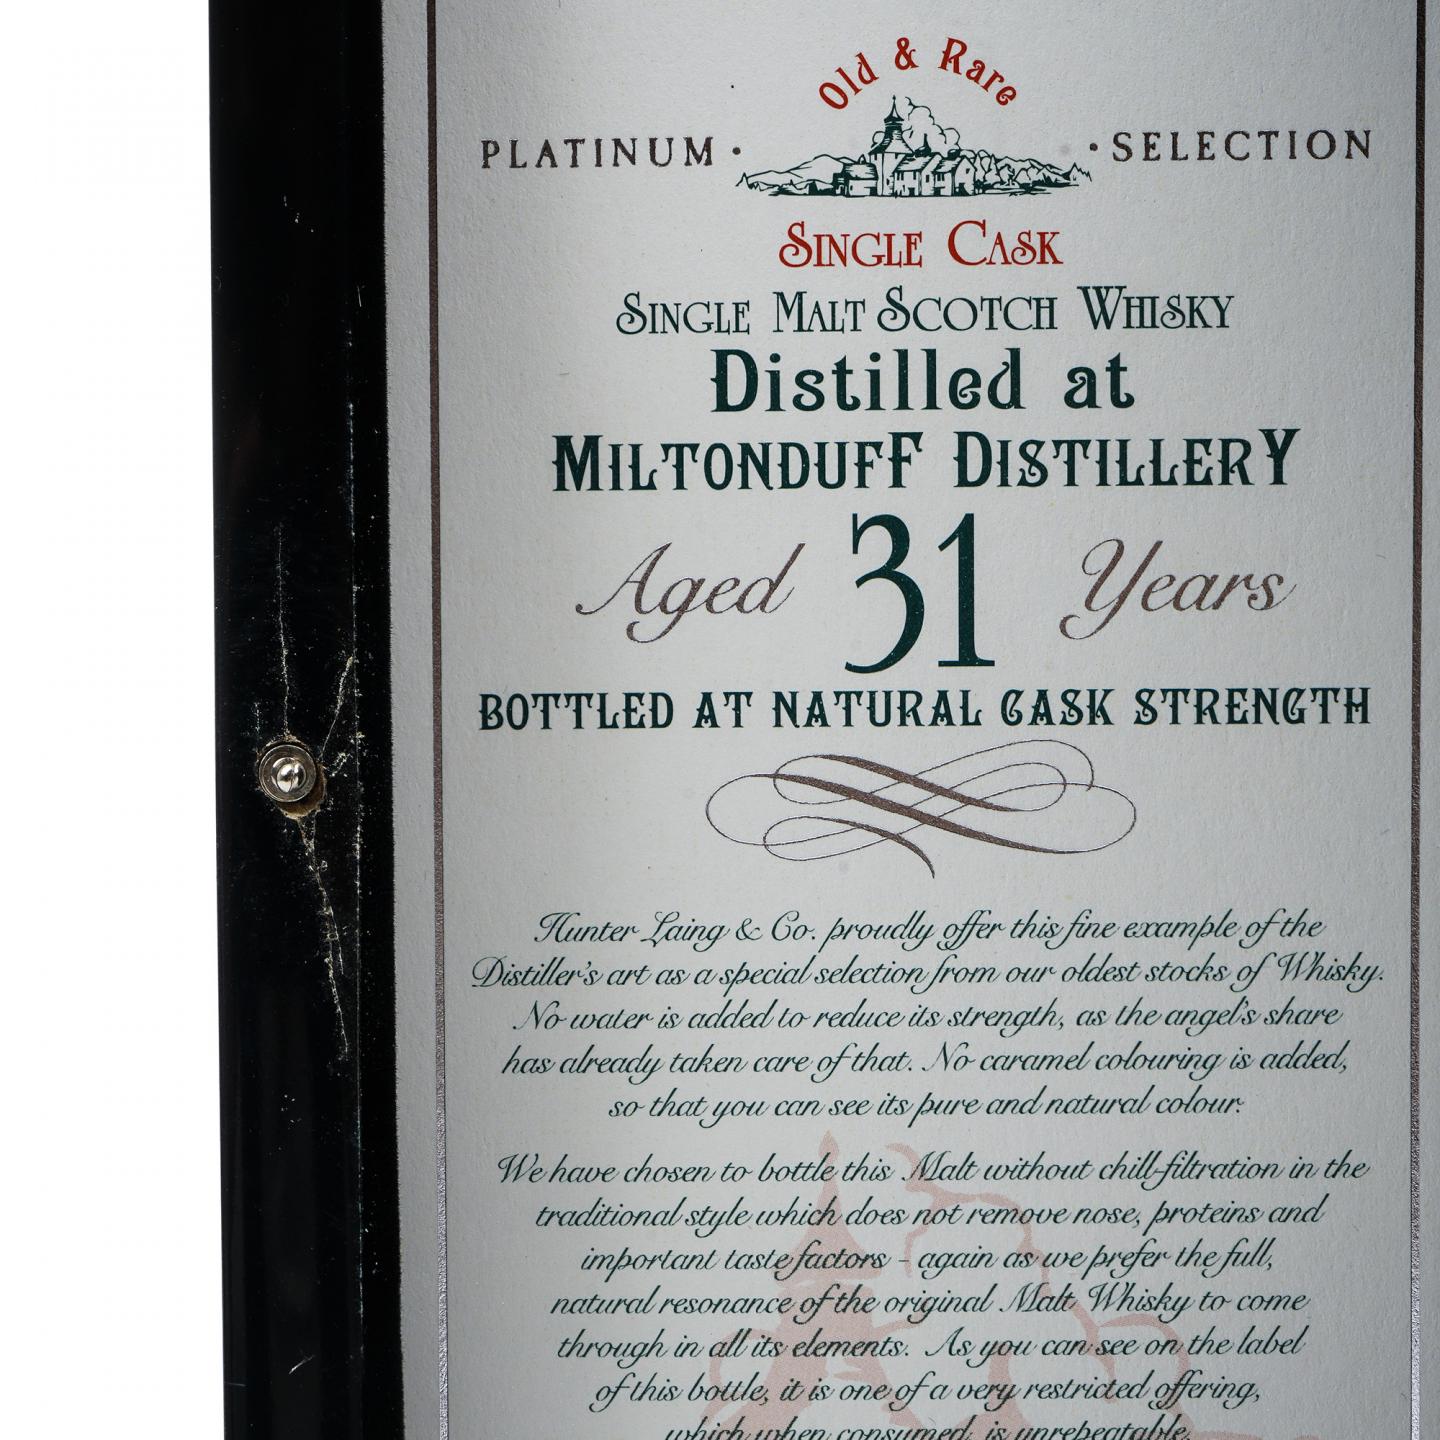 Old & Rare
PLATINUM · · SELECTION
SINGLE CASK
SINGLE MALT SCOTCH WHISKY
Distilled at
MILTONDUFF DISTILLERY
Aged 31 Years
BOTTLED AT NATURAL CASK STRENGTH
Hunter Laing & Co. proudly offer this fine example of the
Distiller's art as a special selection from our oldest stocks of Whisky.
No water is added to reduce its strength, as the angel's share
has already taken care of that. No caramel colouring is added,
so that you can see its pure and natural colour.
We have chosen to bottle this Malt without chill-filtration in the
traditional style which does not remove nose, proteins and
important taste factors - again as we prefer the full,
natural resonance of the original Malt Whisky to come
through in all its elements. As you can see on the label
of this bottle, it is one of a very restricted offering,
which when consumed, is unrepeatable.